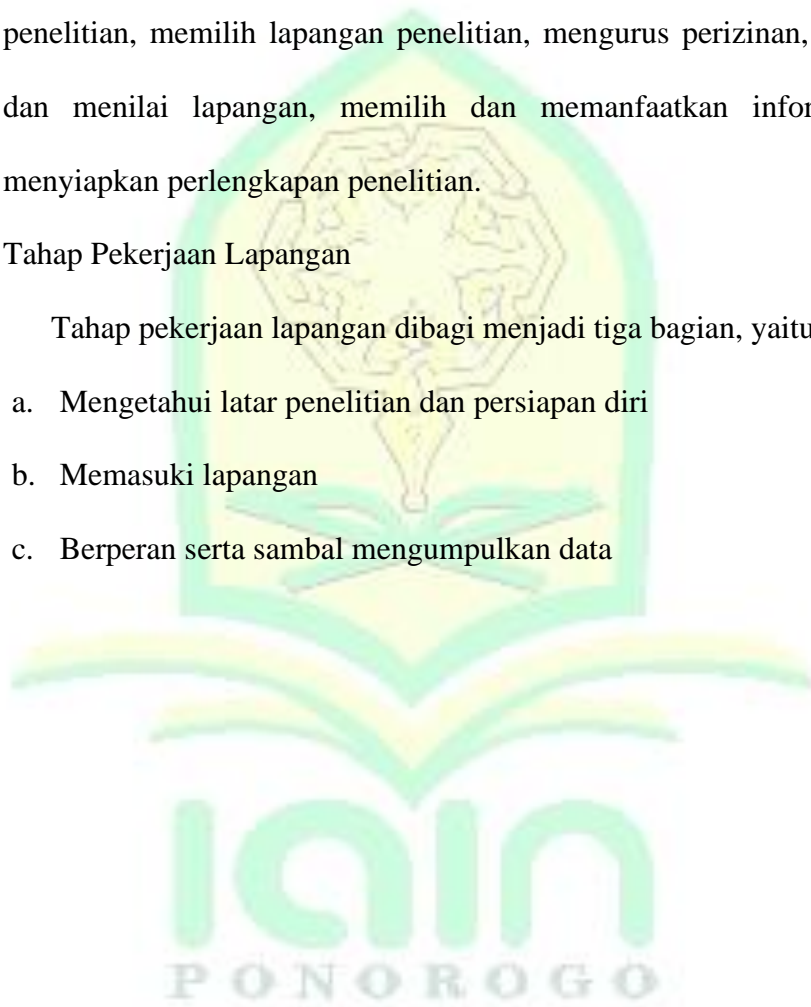 penelitian, memilih lapangan penelitian, mengurus perizinan,
dan menilai lapangan, memilih dan memanfaatkan infor
menyiapkan perlengkapan penelitian.
Tahap Pekerjaan Lapangan
Tahap pekerjaan lapangan dibagi menjadi tiga bagian, yaitu
a. Mengetahui latar penelitian dan persiapan diri
b. Memasuki lapangan
c. Berperan serta sambal mengumpulkan data
iain
PONOROGO